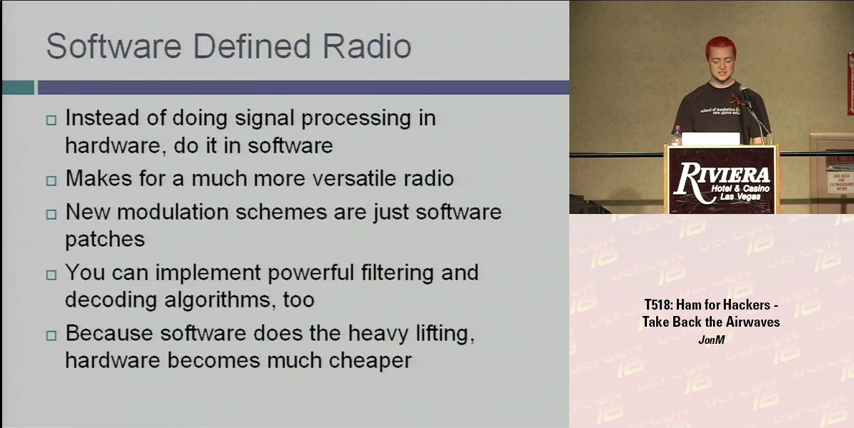 Software Defined Radio
Instead of doing signal processing in
hardware, do it in software
Makes for a much more versatile radio
New modulation schemes are just software
patches
You can implement powerful filtering and
decoding algorithms, too
Because software does the heavy lifting,
hardware becomes much cheaper
RIVIERA
Hotel & Casino
Las Vegas
T518: Ham for Hackers -
Take Back the Airwaves
JonM
DEFCON
16